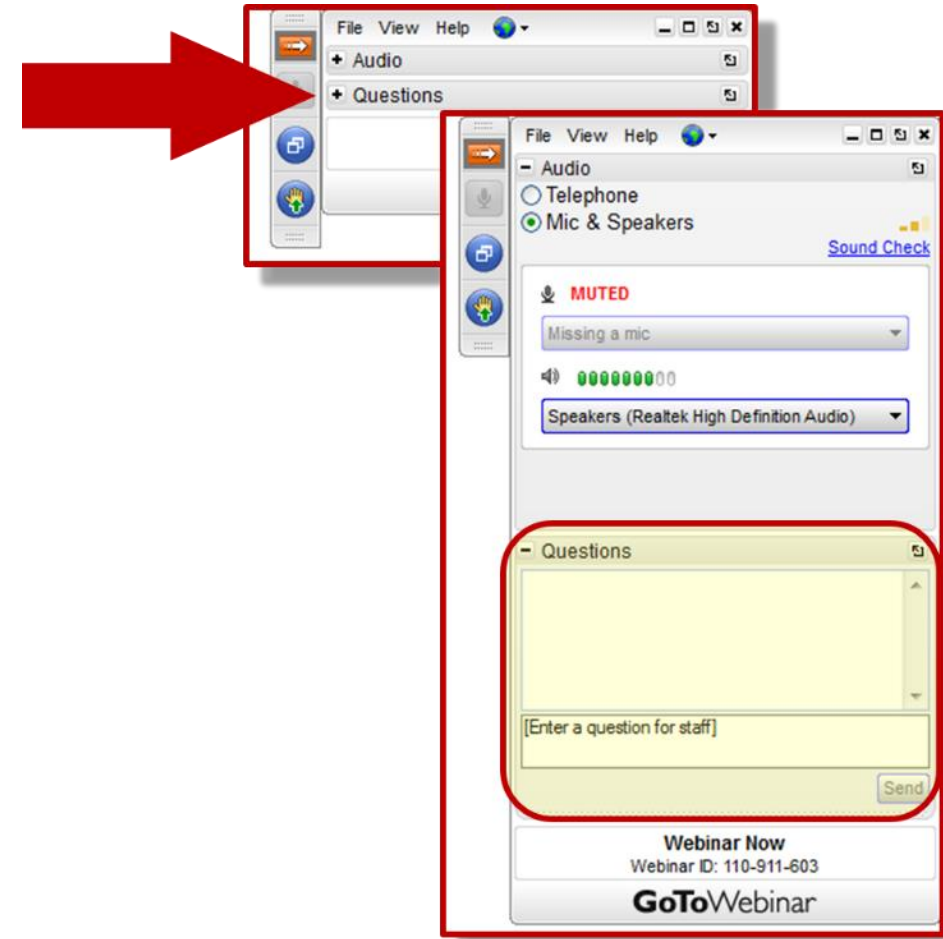 File View Help
+ Audio
+ Questions
File View Help
- Audio
Telephone
Mic & Speakers
Sound Check
MUTED
Missing a mic
Speakers (Realtek High Definition Audio)
- Questions
[Enter a question for staff]
Send
Webinar Now
Webinar ID: 110-911-603
GoToWebinar